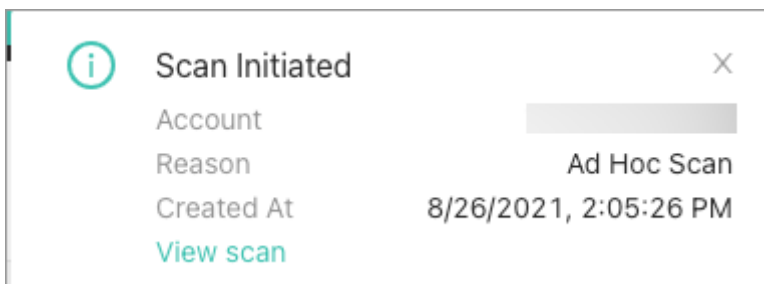 Scan Initiated
Account
Reason Ad Hoc Scan
Created At 8/26/2021, 2:05:26 PM
View scan